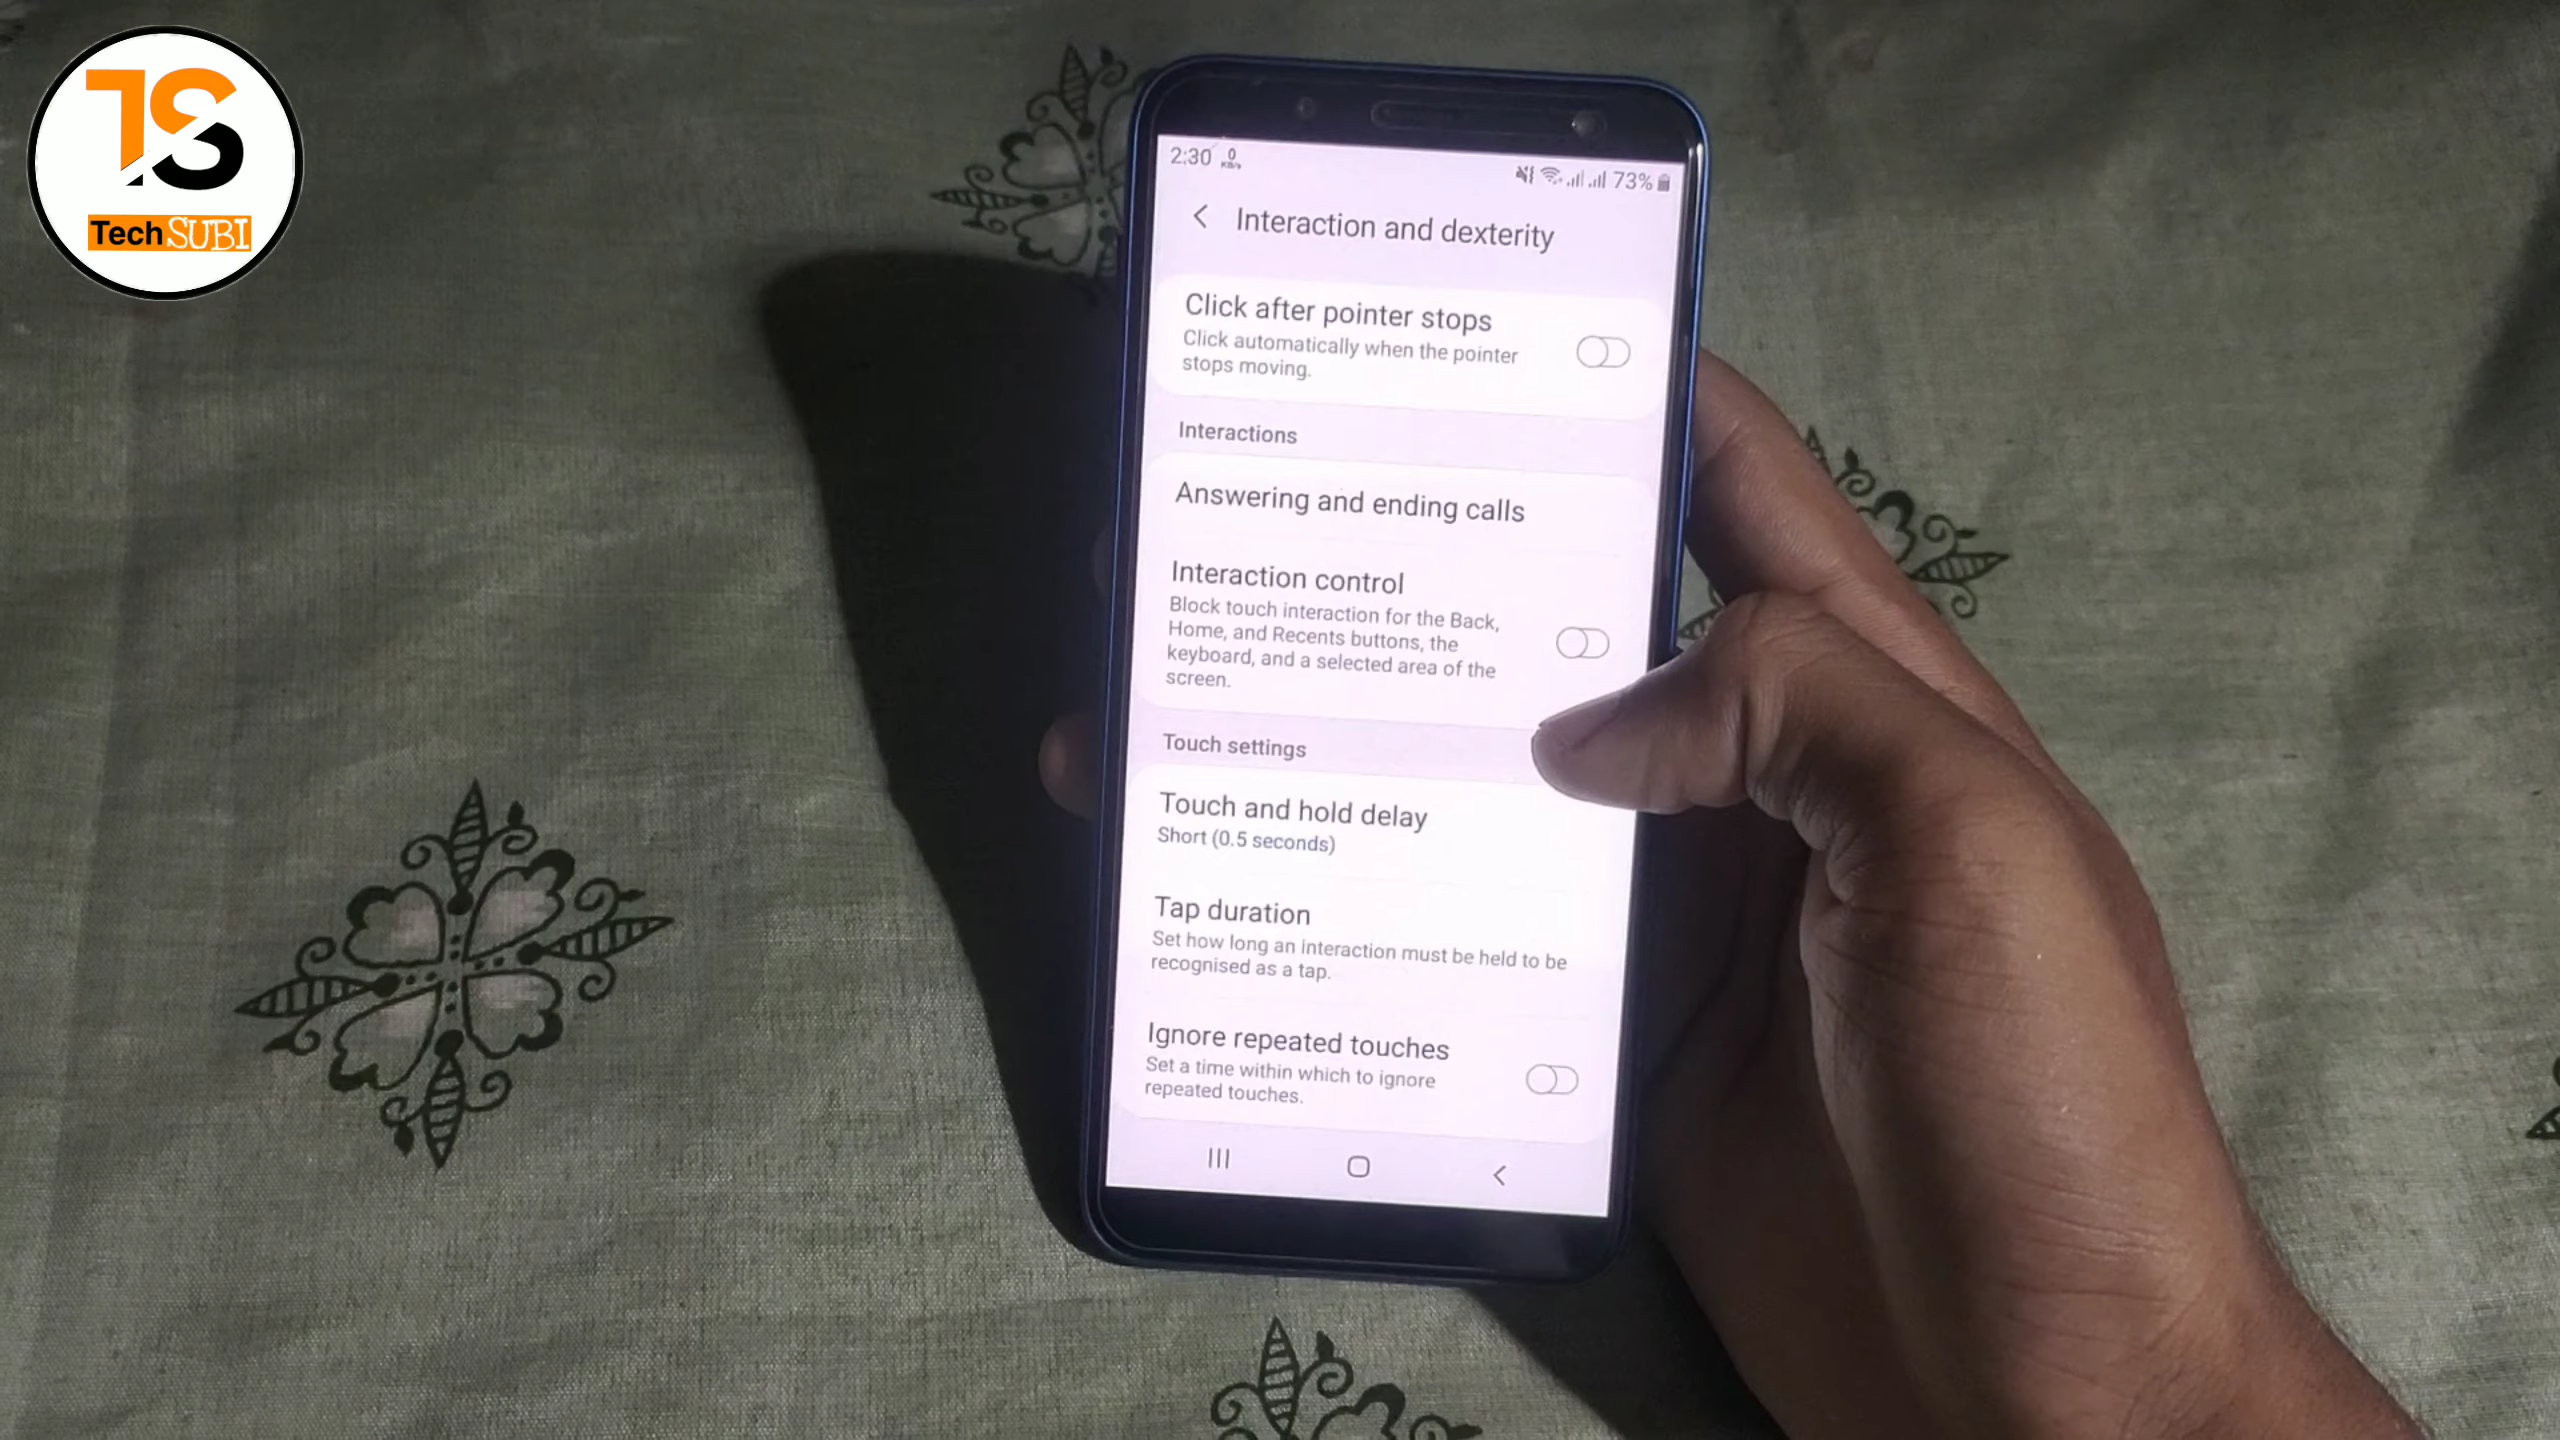 TS
Tech SUBI
2:30 0 KB/s 73%
Interaction and dexterity
Click after pointer stops
Click automatically when the pointer
stops moving.
Interactions
Answering and ending calls
Interaction control
Block touch interaction for the Back,
Home, and Recents buttons, the
keyboard, and a selected area of the
screen.
Touch settings
Touch and hold delay
Short (0.5 seconds)
Tap duration
Set how long an interaction must be held to be
recognised as a tap.
Ignore repeated touches
Set a time within which to ignore
repeated touches.